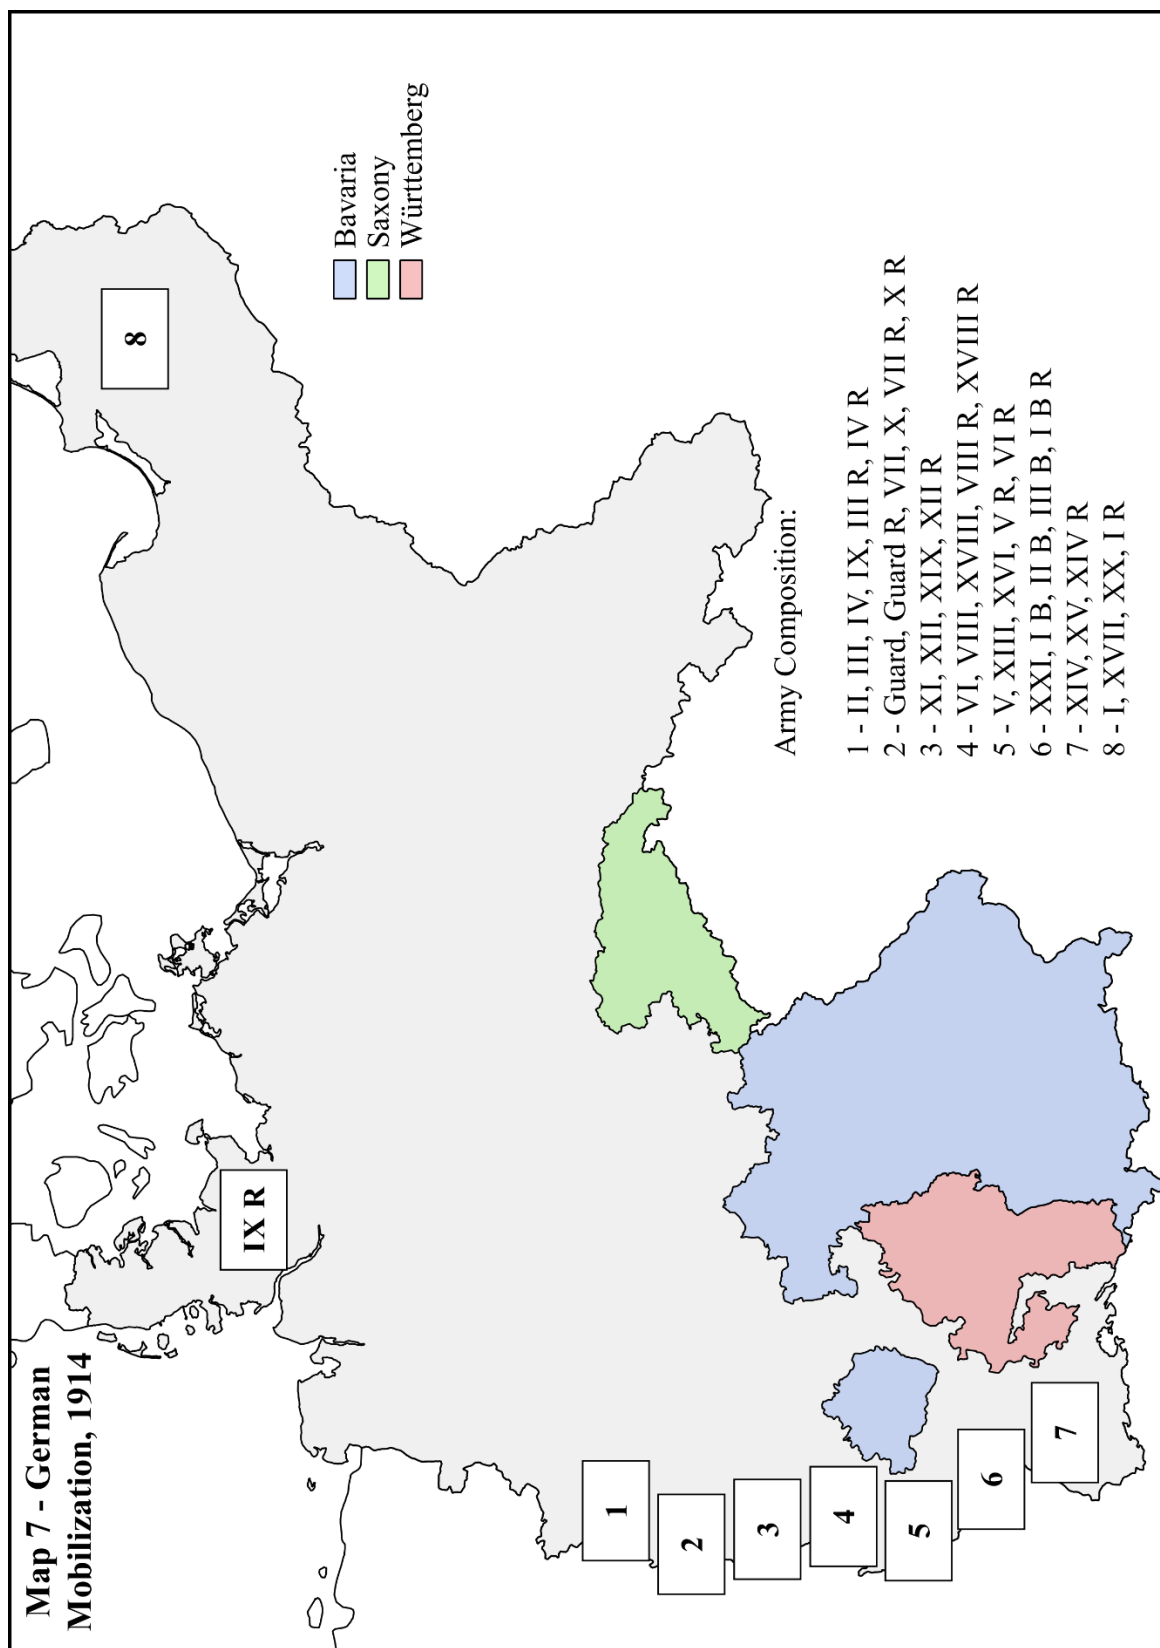 Map 7 - German
Mobilization, 1914
IX R
8
Bavaria
Saxony
Württemberg
1
2
3
4
5
6
7
Army Composition:
1 - II, III, IV, IX, III R, IV R
2 - Guard, Guard R, VII, X, VII R, X R
3 - XI, XII, XIX, XII R
4 - VI, VIII, XVIII, VIII R, XVIII R
5 - V, XIII, XVI, V R, VI R
6 - XXI, I B, II B, III B, I B R
7 - XIV, XV, XIV R
8 - I, XVII, XX, I R